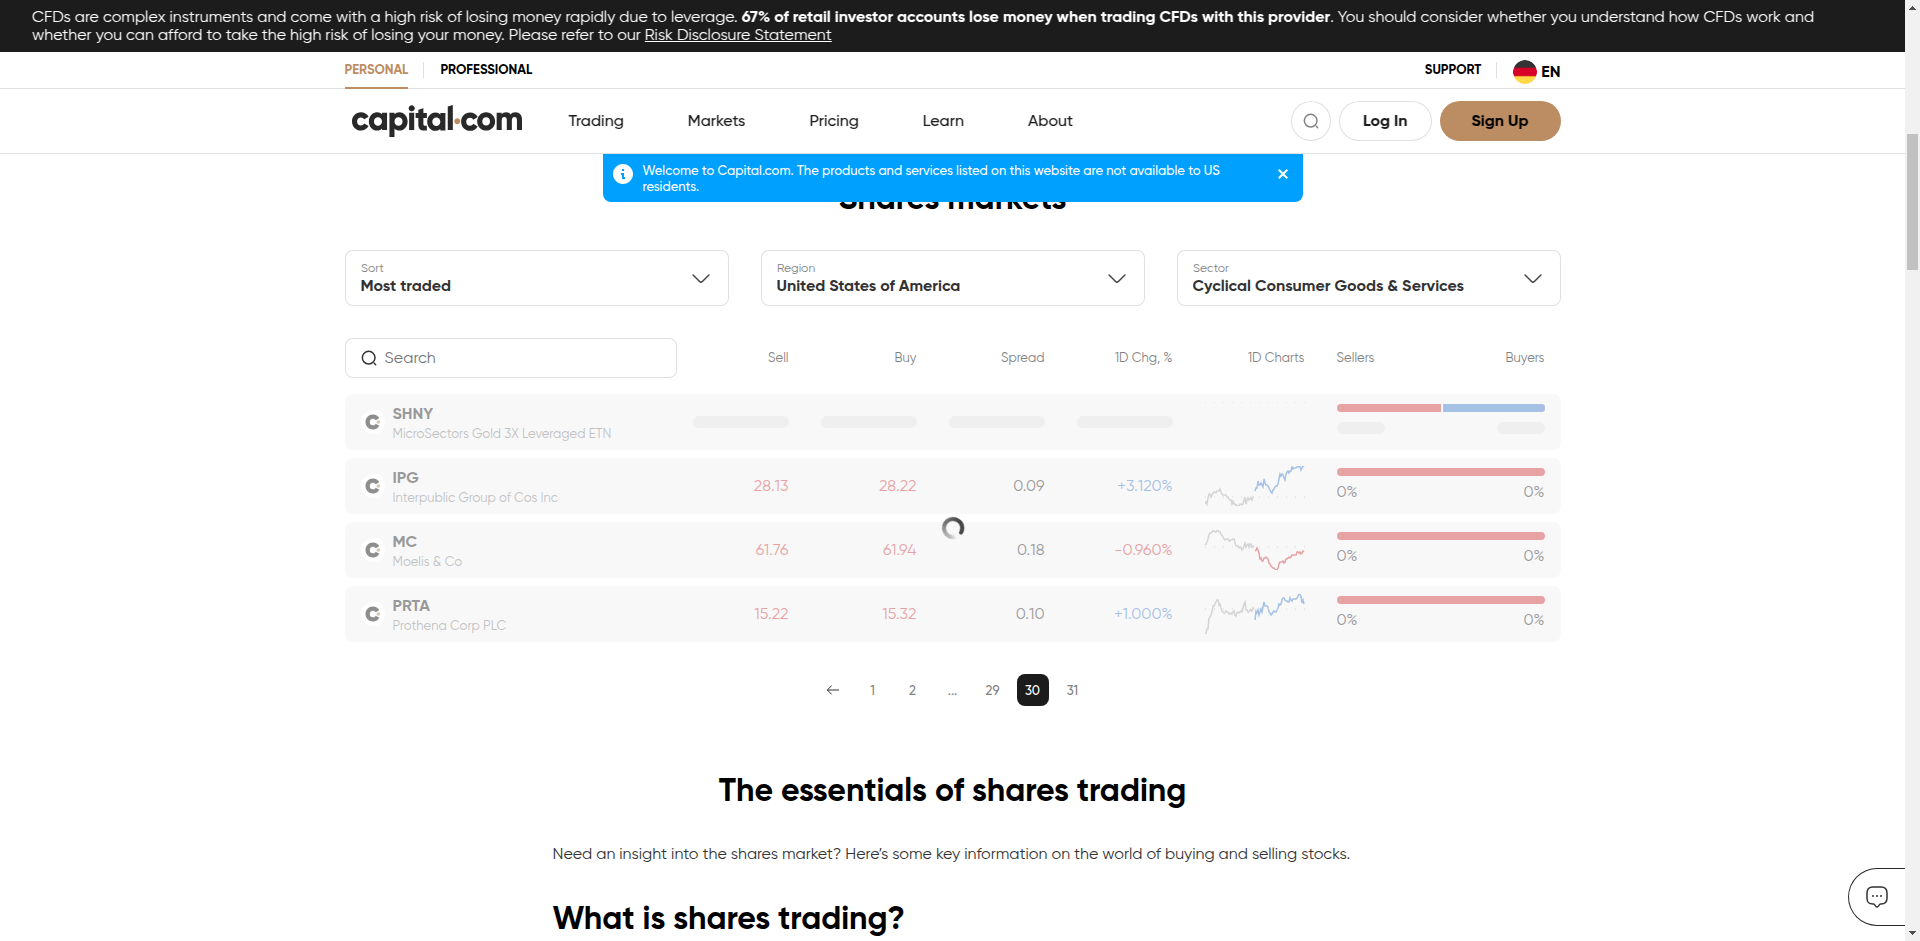 CFDs are complex instruments and come with a high risk of losing money rapidly due to leverage. 67% of retail investor accounts lose money when trading CFDs with this provider. You should consider whether you understand how CFDs work and
whether you can afford to take the high risk of losing your money. Please refer to our Risk Disclosure Statement
PERSONAL PROFESSIONAL SUPPORT EN
capital.com Trading Markets Pricing Learn About Log In Sign Up
Welcome to Capital.com. The products and services listed on this website are not available to US
residents.
Shares markets
Sort Region Sector
Most traded United States of America Cyclical Consumer Goods & Services
Search Sell Buy Spread 1D Chg, % 1D Charts Sellers Buyers
SHNY
MicroSectors Gold 3X Leveraged ETN
IPG
Interpublic Group of Cos Inc
28.13 28.22 0.09 +3.120% 0% 0%
MC
Moelis & Co
61.76 61.94 0.18 -0.960% 0% 0%
PRTA
Prothena Corp PLC
15.22 15.32 0.10 +1.000% 0% 0%
1 2 ... 29 30 31
The essentials of shares trading
Need an insight into the shares market? Here’s some key information on the world of buying and selling stocks.
What is shares trading?